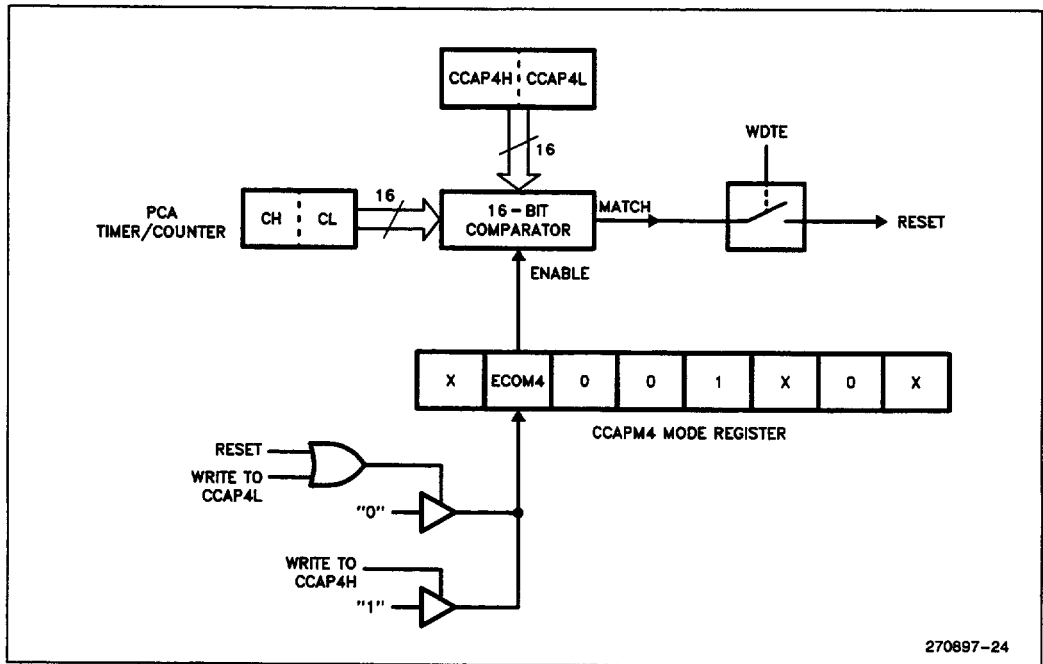 CCAP4H CCAP4L
16
WDTE
PCA
TIMER/COUNTER
CH CL
16
16-BIT
COMPARATOR
MATCH
RESET
ENABLE
X ECOM4 0 0 1 X 0 X
CCAPM4 MODE REGISTER
RESET
WRITE TO
CCAP4L
"0"
WRITE TO
CCAP4H
"1"
270897-24